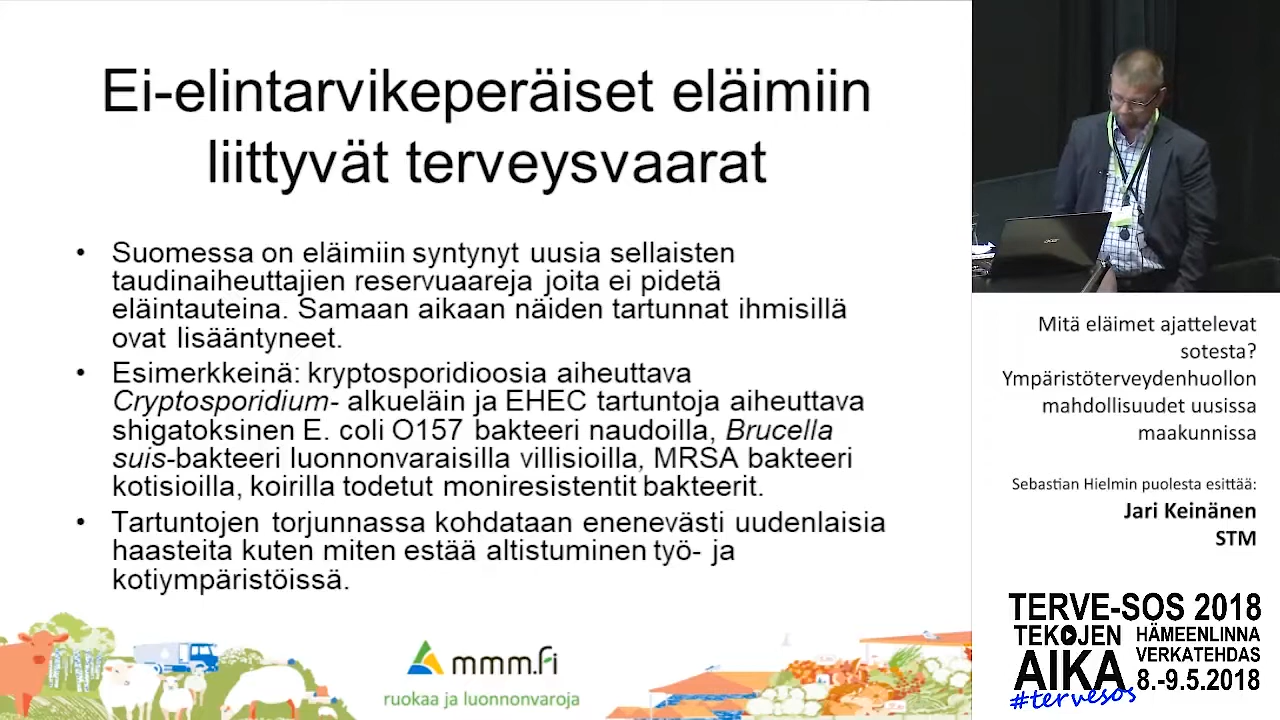 Ei-elintarvikeperäiset eläimiin
liittyvät terveysvaarat
• Suomessa on eläimiin syntynyt uusia sellaisten
taudinaiheuttajien reservuaareja joita ei pidetä
eläintauteina. Samaan aikaan näiden tartunnat ihmisillä
ovat lisääntyneet.
• Esimerkkeinä: kryptosporidioosia aiheuttava
Cryptosporidium- alkueläin ja EHEC tartuntoja aiheuttava
shigatoksinen E. coli O157 bakteeri naudoilla, Brucella
suis-bakteeri luonnonvaraisilla villisioilla, MRSA bakteeri
kotisioilla, koirilla todetut moniresistentit bakteerit.
• Tartuntojen torjunnassa kohdataan enenevästi uudenlaisia
haasteita kuten miten estää altistuminen työ- ja
kotiympäristöissä.
mmm.fi
ruokaa ja luonnonvaroja
acer
Mitä eläimet ajattelevat
sotesta?
Ympäristöterveydenhuollon
mahdollisuudet uusissa
maakunnissa
Sebastian Hielmin puolesta esittää:
Jari Keinänen
STM
TERVE-SOS 2018
TEKOJEN
AIKA
HÄMEENLINNA
VERKATEHDAS
8.-9.5.2018
#tervesos